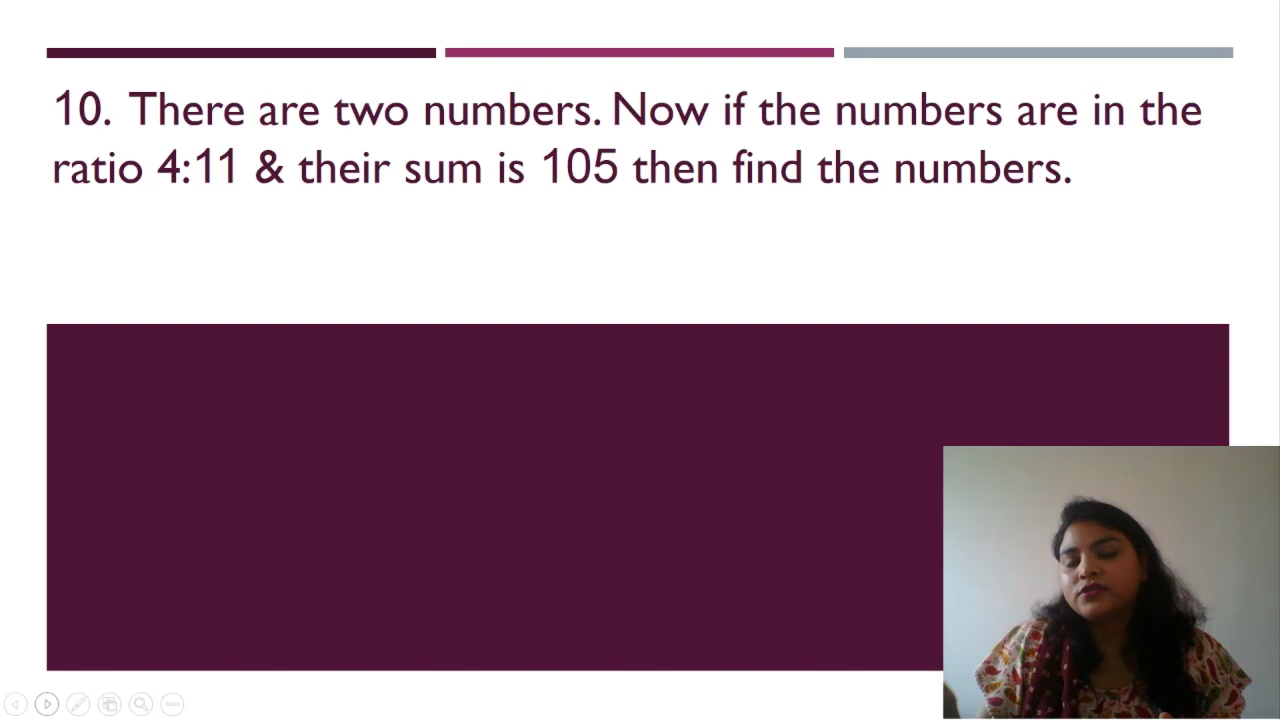 10. There are two numbers. Now if the numbers are in the
ratio 4:11 & their sum is 105 then find the numbers.